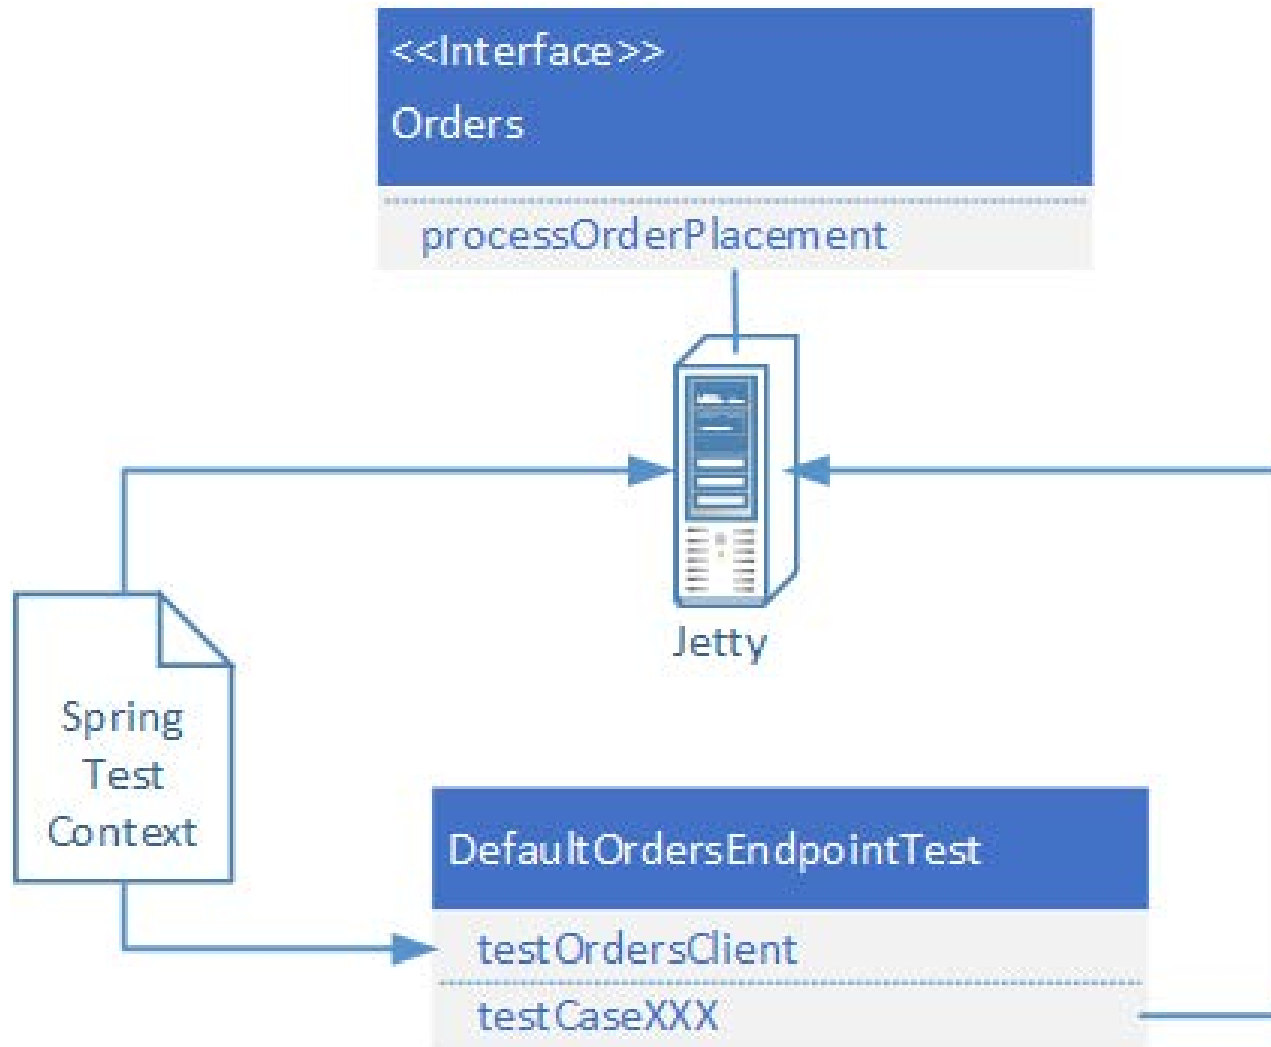 <<Interface>>
Orders
processOrderPlacement
Jetty
Spring
Test
Context
DefaultOrdersEndpointTest
testOrdersClient
testCaseXXX